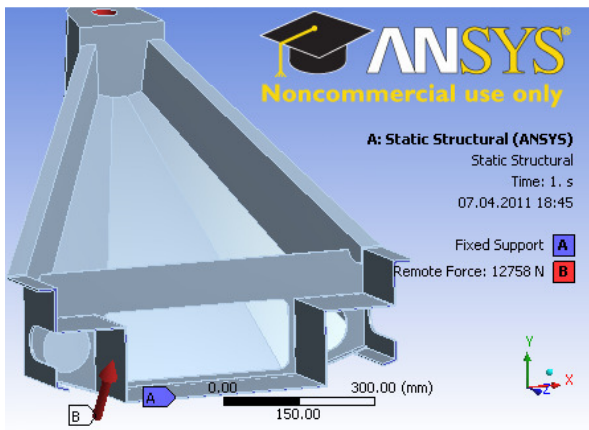 ANSYS®
Noncommercial use only
A: Static Structural (ANSYS)
Static Structural
Time: 1. s
07.04.2011 18:45
Fixed Support A
Remote Force: 12758 N B
B
A
0.00 300.00 (mm)
150.00
Y
X
Z